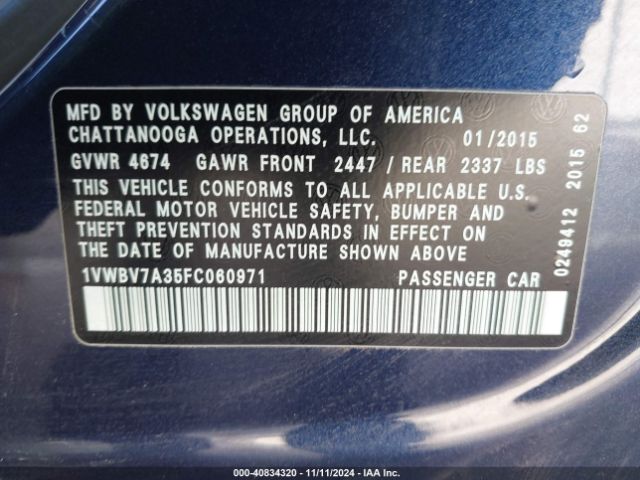 MFD BY VOLKSWAGEN GROUP OF AMERICA
CHATTANOOGA OPERATIONS, LLC. 01/2015
GVWR 4674 GAWR FRONT 2447 / REAR 2337 LBS
THIS VEHICLE CONFORMS TO ALL APPLICABLE U.S.
FEDERAL MOTOR VEHICLE SAFETY, BUMPER AND
THEFT PREVENTION STANDARDS IN EFFECT ON
THE DATE OF MANUFACTURE SHOWN ABOVE
1VWBV7A35FC060971 PASSENGER CAR
0249412 2015 62
000-40834320 - 11/11/2024 - IAA Inc.